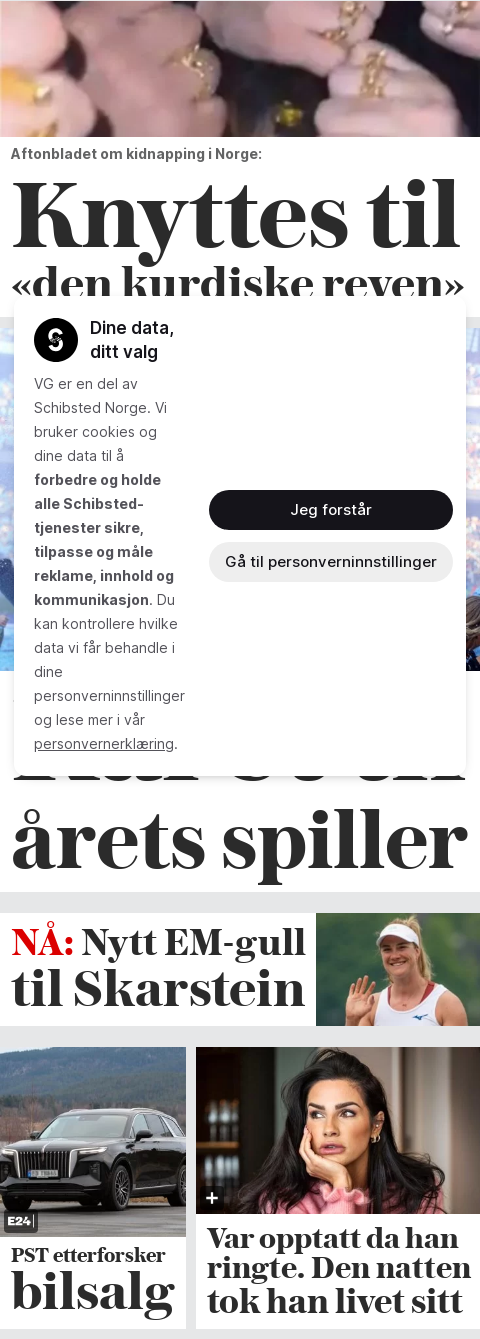 Aftonbladet om kidnapping i Norge:
Knyttes til
«den kurdiske reven»
Dine data,
ditt valg
VG er en del av
Schibsted Norge. Vi
bruker cookies og
dine data til å
forbedre og holde
alle Schibsted-
tjenester sikre,
tilpasse og måle
reklame, innhold og
kommunikasjon. Du
kan kontrollere hvilke
data vi får behandle i
dine
personverninnstillinger
og lese mer i vår
personvernerklæring.
Jeg forstår
Gå til personverninnstillinger
årets spiller
NÅ: Nytt EM-gull
til Skarstein
E24
PST etterforsker
bilsalg
+
Var opptatt da han
ringte. Den natten
tok han livet sitt